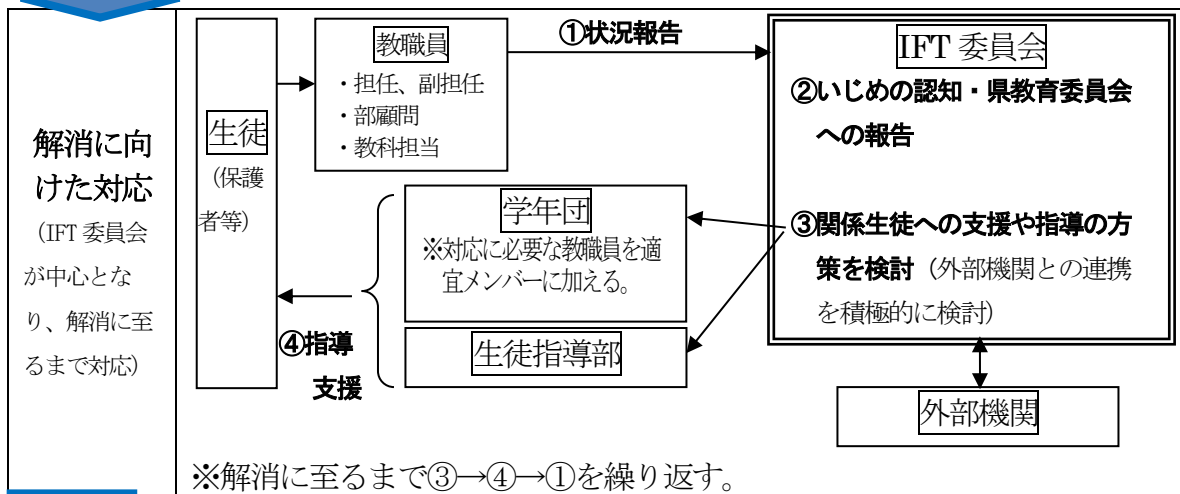 解消に向
けた対応
（IFT 委員会
が中心とな
り、解消に至
るまで対応）
生徒
（保護
者等）
教職員
・担任、副担任
・部顧問
・教科担当
①状況報告
IFT 委員会
②いじめの認知・県教育委員会
への報告
③関係生徒への支援や指導の方
策を検討（外部機関との連携
を積極的に検討）
学年団
※対応に必要な教職員を適
宜メンバーに加える。
生徒指導部
④指導
支援
外部機関
※解消に至るまで③→④→①を繰り返す。